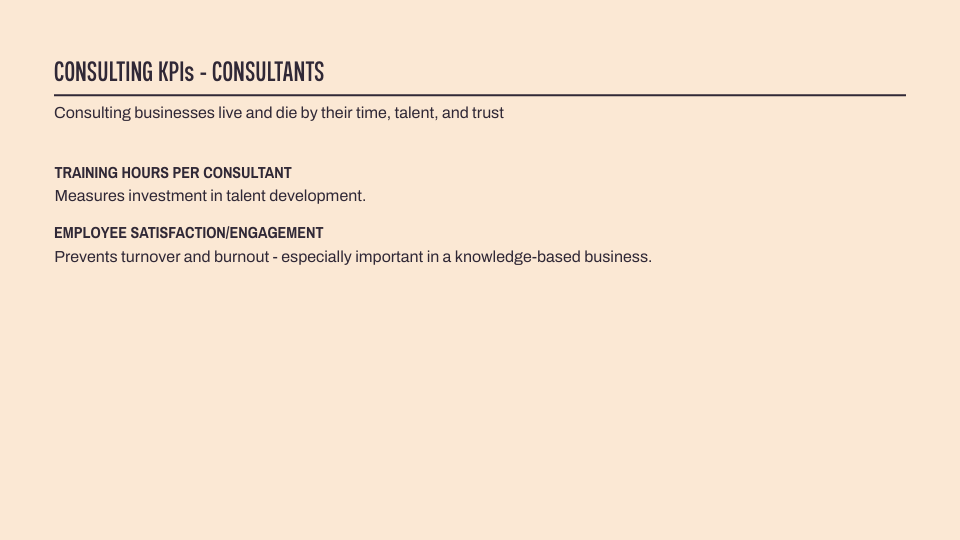 CONSULTING KPIs - CONSULTANTS
Consulting businesses live and die by their time, talent, and trust
TRAINING HOURS PER CONSULTANT
Measures investment in talent development.
EMPLOYEE SATISFACTION/ENGAGEMENT
Prevents turnover and burnout - especially important in a knowledge-based business.